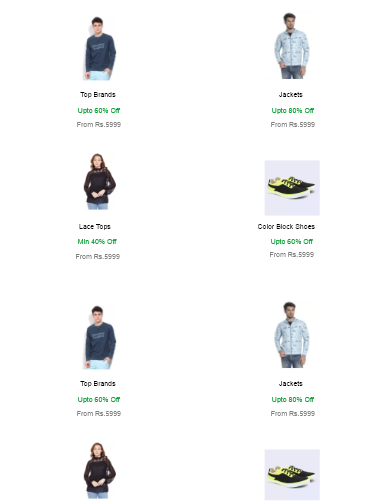 Top Brands
Jackets
Upto 60% Off
Upto 80% Off
From Rs.5999
From Rs.5999
Lace Tops
Color Block Shoes
Min 40% Off
Upto 60% Off
From Rs.5999
From Rs.5999
Top Brands
Jackets
Upto 60% Off
Upto 80% Off
From Rs.5999
From Rs.5999